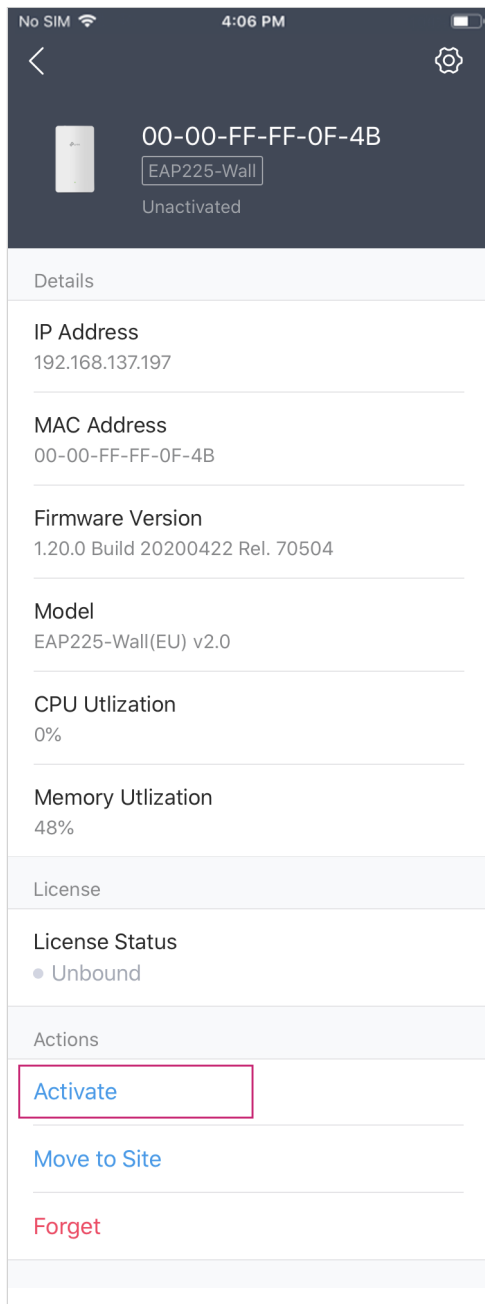 No SIM 4:06 PM
00-00-FF-FF-0F-4B
EAP225-Wall
Unactivated
Details
IP Address
192.168.137.197
MAC Address
00-00-FF-FF-0F-4B
Firmware Version
1.20.0 Build 20200422 Rel. 70504
Model
EAP225-Wall(EU) v2.0
CPU Utlization
0%
Memory Utlization
48%
License
License Status
Unbound
Actions
Activate
Move to Site
Forget